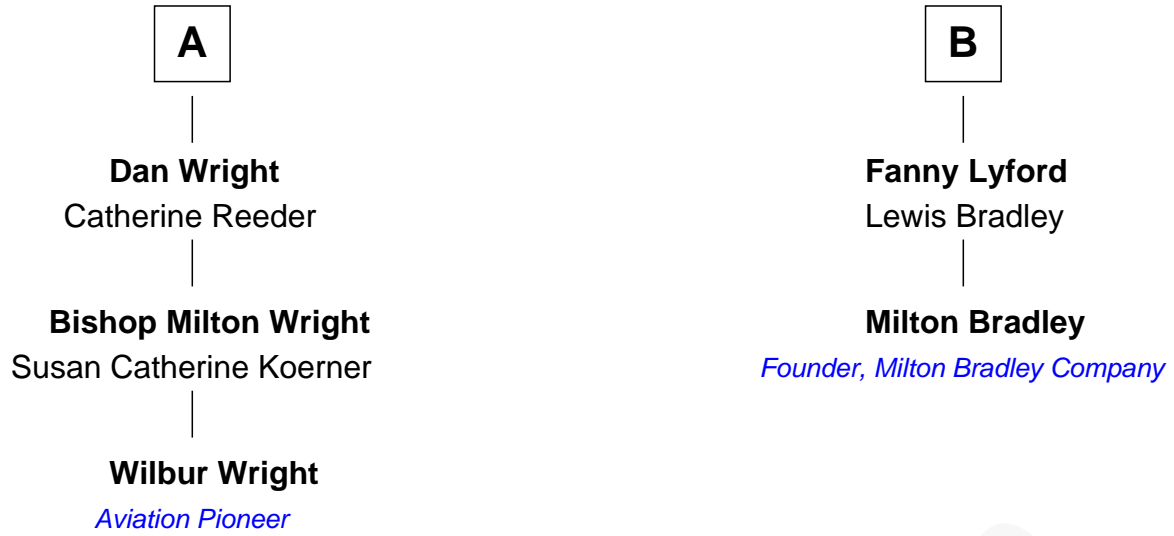 A
Dan Wright
Catherine Reeder
Bishop Milton Wright
Susan Catherine Koerner
Wilbur Wright
Aviation Pioneer
B
Fanny Lyford
Lewis Bradley
Milton Bradley
Founder, Milton Bradley Company